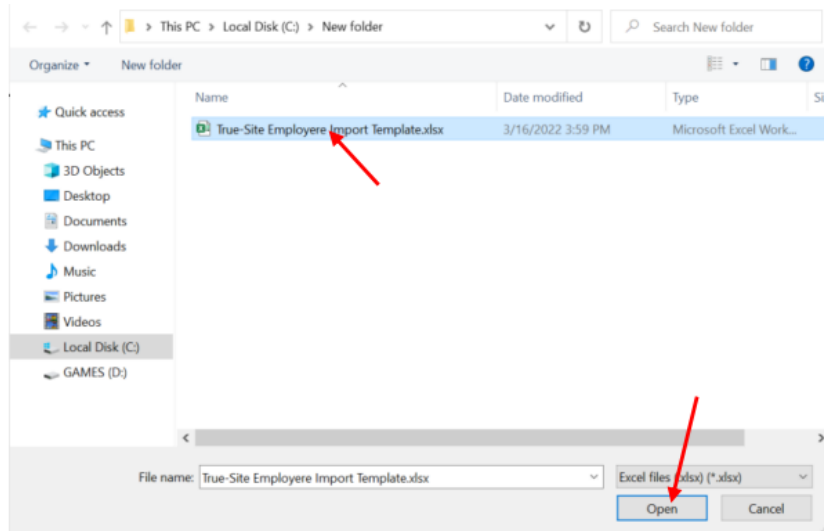 This PC > Local Disk (C:) > New folder
Search New folder
Organize
New folder
Name
Date modified
Type
Si
Quick access
True-Site Employere Import Template.xlsx
3/16/2022 3:59 PM
Microsoft Excel Work...
This PC
3D Objects
Desktop
Documents
Downloads
Music
Pictures
Videos
Local Disk (C:)
GAMES (D:)
File name:
True-Site Employere Import Template.xlsx
Excel files (.xlsx) (*.xlsx)
Open
Cancel